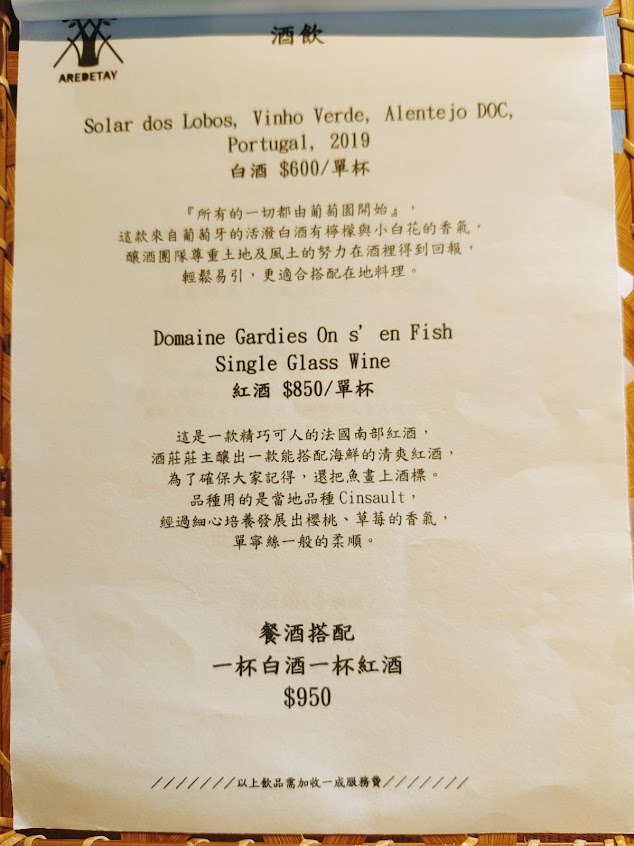 AREDETAY
酒飲
Solar dos Lobos, Vinho Verde, Alentejo DOC,
Portugal, 2019
白酒 $600/單杯
『所有的一切都由葡萄園開始』，
這款來自葡萄牙的活潑白酒有檸檬與小白花的香氣，
釀酒團隊尊重土地及風土的努力在酒裡得到回報，
輕鬆易引，更適合搭配在地料理。
Domaine Gardies On s' en Fish
Single Glass Wine
紅酒 $850/單杯
這是一款精巧可人的法國南部紅酒，
酒莊莊主釀出一款能搭配海鮮的清爽紅酒，
為了確保大家記得，還把魚畫上酒標。
品種用的是當地品種Cinsault，
經過細心培養發展出櫻桃、草莓的香氣，
單寧絲一般的柔順。
餐酒搭配
一杯白酒一杯紅酒
$950
///////以上飲品需加收一成服務費///////